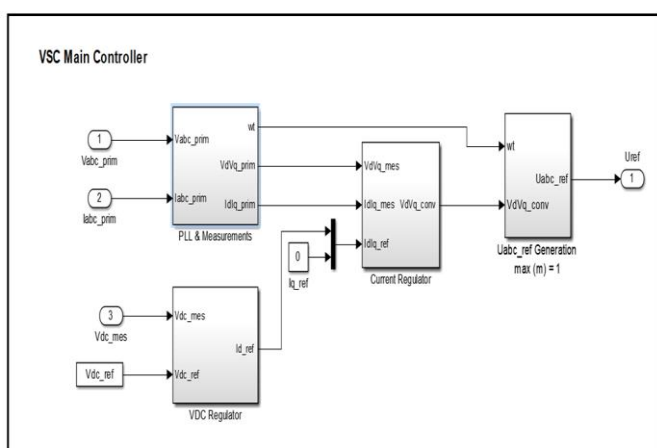 VSC Main Controller
1
Vabc_prim
2
Iabc_prim
Vabc_prim
Iabc_prim
wt
VdVq_prim
IdIq_prim
PLL & Measurements
0
Iq_ref
VdVq_mes
IdIq_mes
IdIq_ref
VdVq_conv
Current Regulator
wt
VdVq_conv
Uabc_ref
Uabc_ref Generation
max (m) = 1
Uref
1
3
Vdc_mes
Vdc_ref
Vdc_mes
Vdc_ref
Id_ref
VDC Regulator